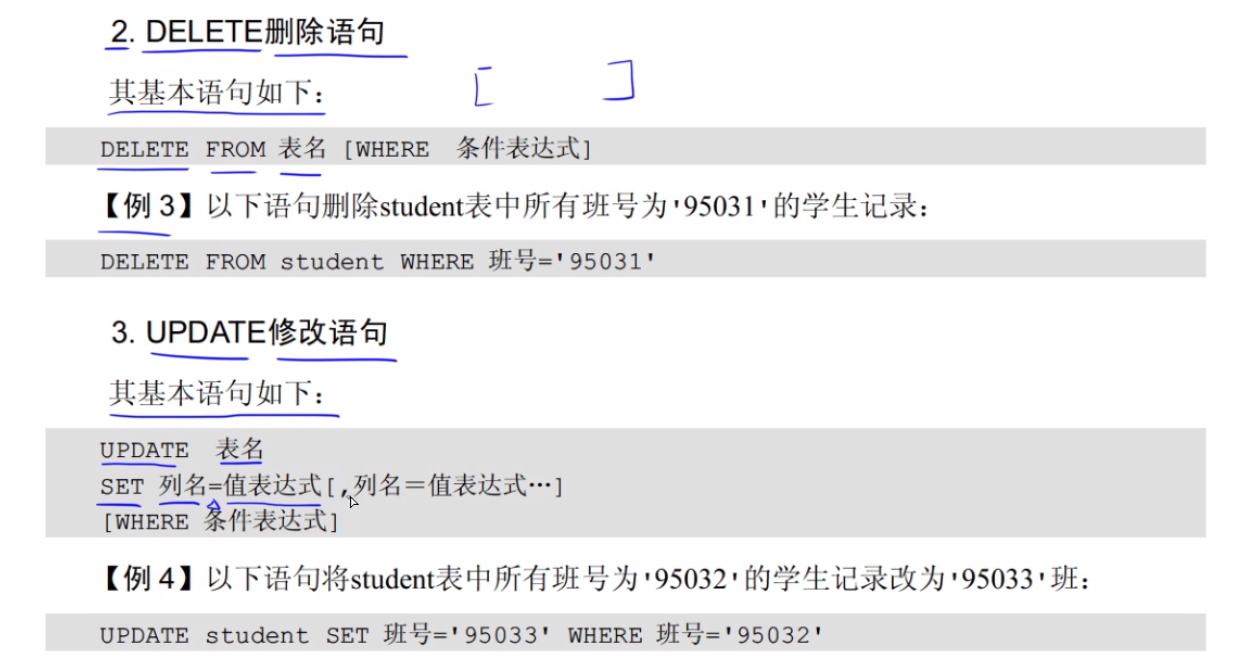 2. DELETE删除语句
其基本语句如下：
DELETE FROM 表名 [WHERE 条件表达式]
【例 3】以下语句删除student表中所有班号为'95031'的学生记录：
DELETE FROM student WHERE 班号='95031'
3. UPDATE修改语句
其基本语句如下：
UPDATE 表名
SET 列名=值表达式[,列名＝值表达式…]
[WHERE 条件表达式]
【例 4】以下语句将student表中所有班号为'95032'的学生记录改为'95033'班：
UPDATE student SET 班号='95033' WHERE 班号='95032'